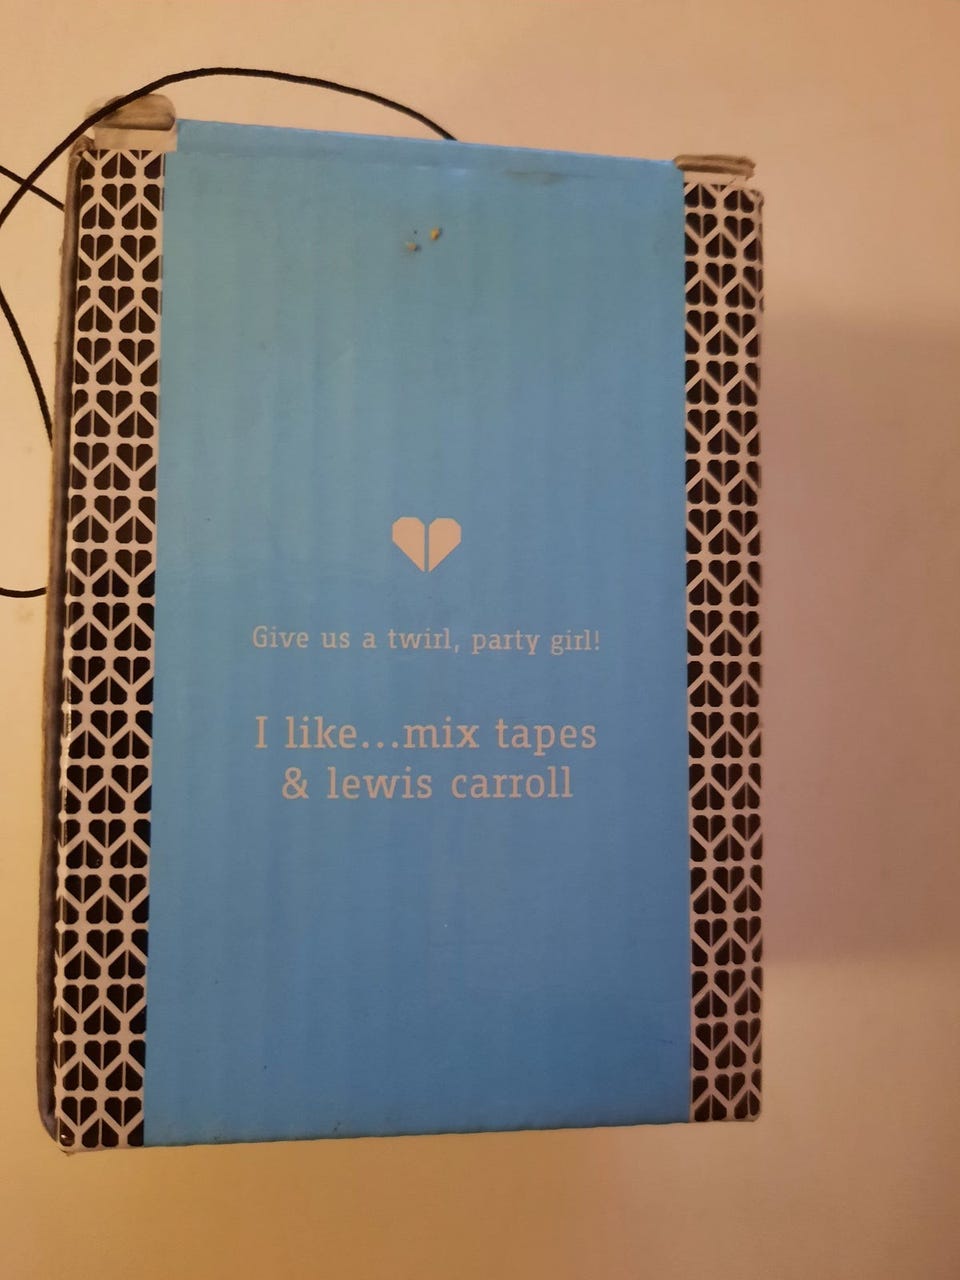 Give us a twirl, party girl!
I like...mix tapes
& lewis carroll